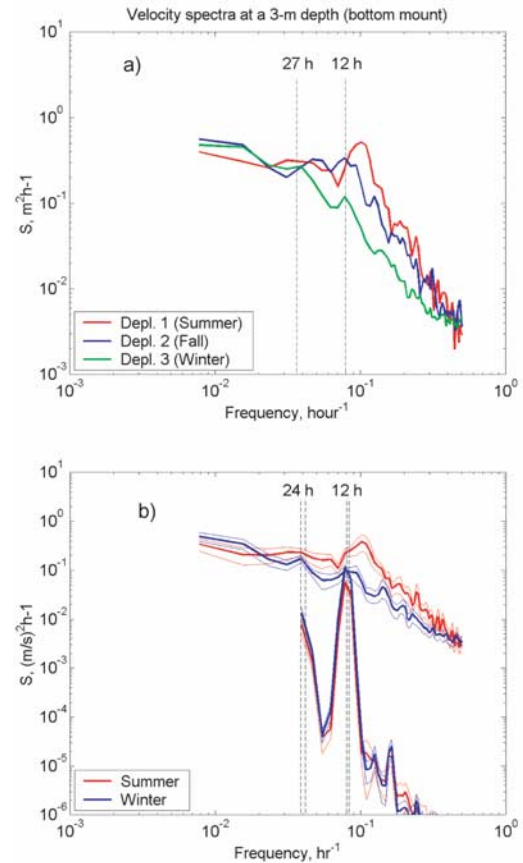 Velocity spectra at a 3-m depth (bottom mount)
10^1
a)
27 h 12 h
10^0
S, m^2h-1
10^-1
10^-2
Depl. 1 (Summer)
Depl. 2 (Fall)
Depl. 3 (Winter)
10^-3
10^-3 10^-2 10^-1 10^0
Frequency, hour^-1
10^1
b)
24 h 12 h
10^0
10^-1
S, (m/s)^2h-1
10^-2
10^-3
10^-4
10^-5
Summer
Winter
10^-6
10^-3 10^-2 10^-1 10^0
Frequency, hr^-1